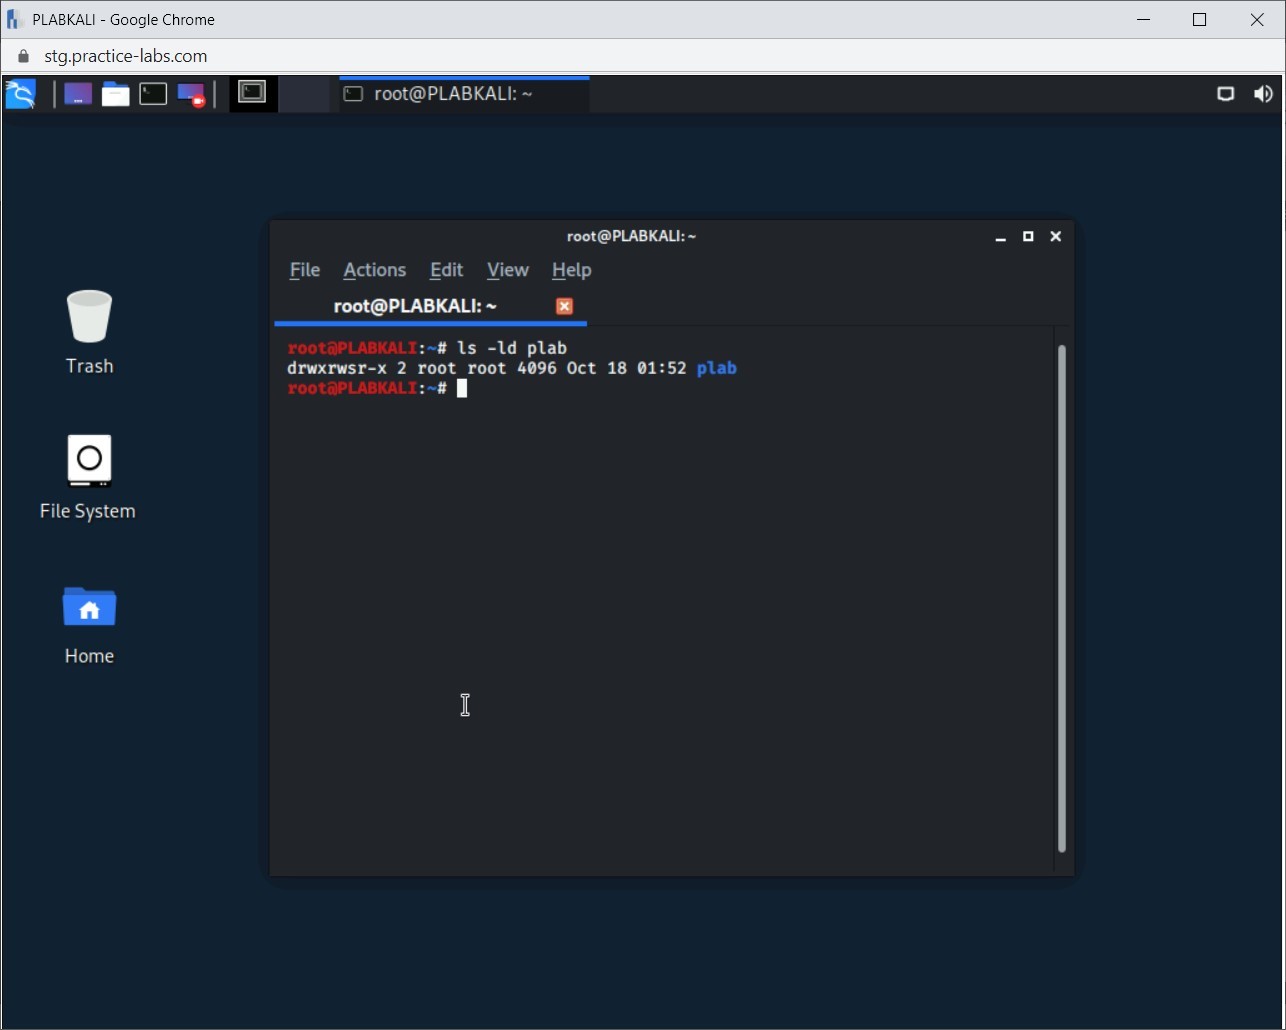 PLABKALI - Google Chrome
stg.practice-labs.com
root@PLABKALI: ~
root@PLABKALI: ~
File Actions Edit View Help
root@PLABKALI: ~
root@PLABKALI:~# ls -ld plab
drwxrwsr-x 2 root root 4096 Oct 18 01:52 plab
root@PLABKALI:~#
Trash
File System
Home